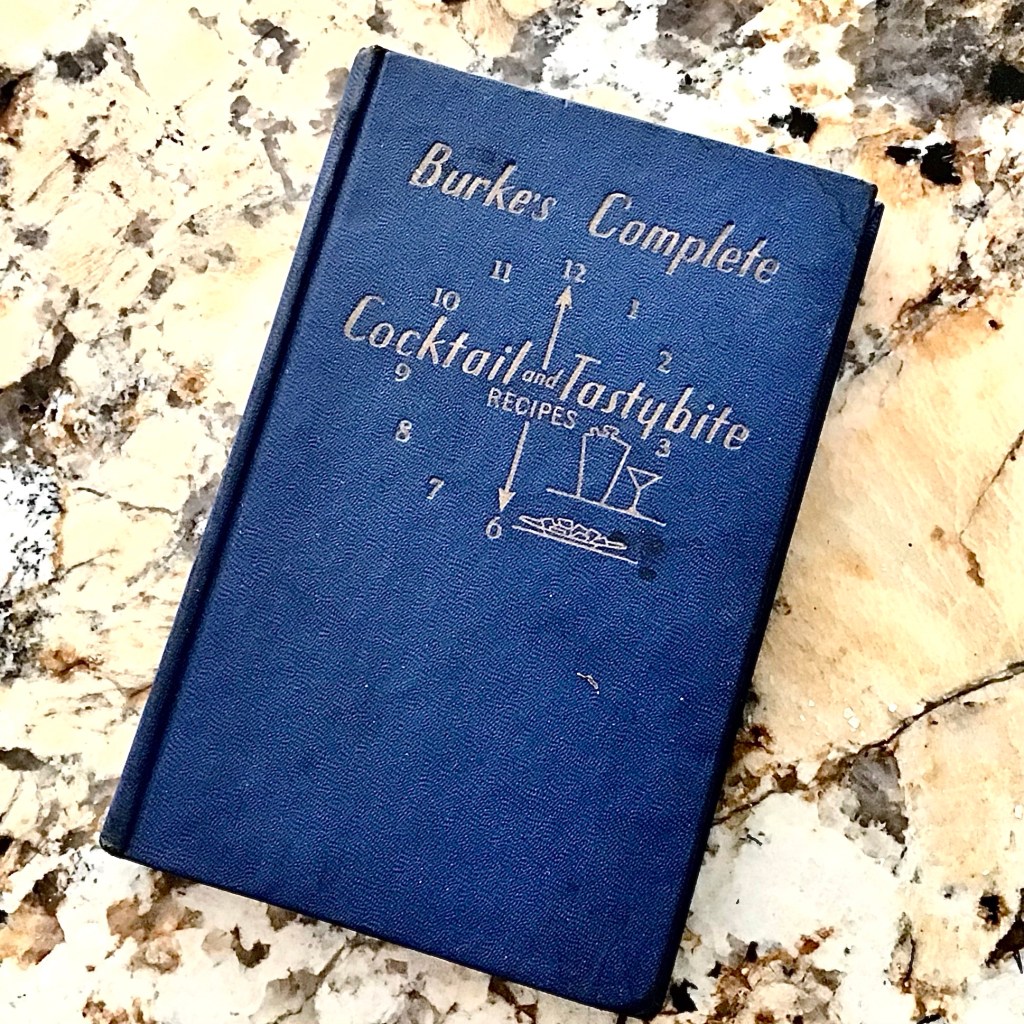 Burke's Complete
11 12 1
10 2
Cocktail and Tastybite
RECIPES
9 3
8
7
6